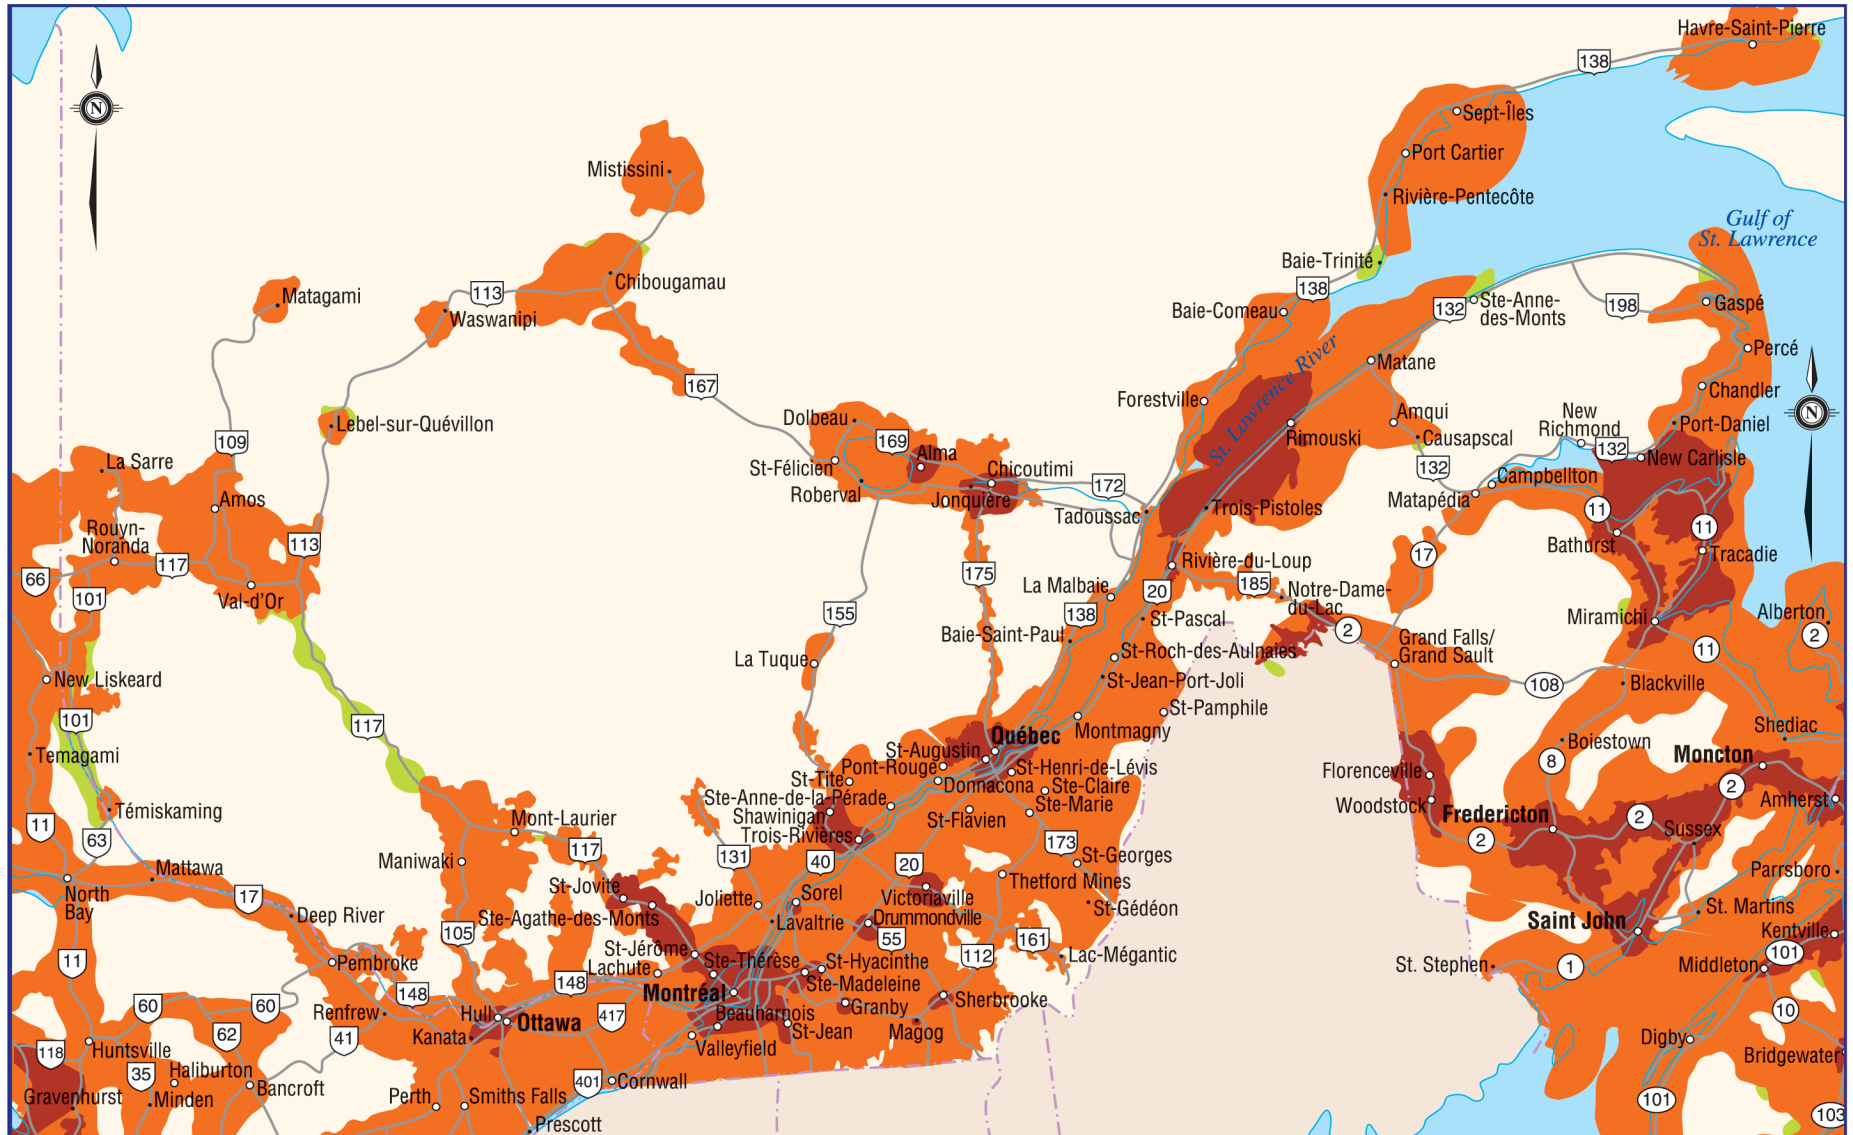 Havre-Saint-Pierre
138
N
Sept-Îles
Port Cartier
Mistissini
Rivière-Pentecôte
Gulf of
St. Lawrence
Baie-Trinité
Chibougamau
138
Matagami
113
Waswanipi
Baie-Comeau
132
Ste-Anne-
des-Monts
198
Gaspé
St. Lawrence River
Percé
Matane
167
Chandler
Forestville
N
Dolbeau
Amqui
New
Richmond
Port-Daniel
Lebel-sur-Quévillon
Rimouski
Causapscal
109
169
Alma
132
New Carlisle
La Sarre
St-Félicien
Chicoutimi
132
Campbellton
Roberval
Jonquière
172
Matapédia
Amos
Tadoussac
Trois-Pistoles
11
11
Rouyn-
Noranda
113
Bathurst
Tracadie
117
17
Rivière-du-Loup
66
101
Val-d'Or
175
La Malbaie
20
185
Notre-Dame-
du-Lac
155
138
St-Pascal
Miramichi
Alberton
2
Baie-Saint-Paul
2
Grand Falls/
Grand Sault
11
La Tuque
St-Roch-des-Aulnaies
New Liskeard
St-Jean-Port-Joli
108
Blackville
St-Pamphile
101
117
Montmagny
Shediac
Québec
Temagami
St-Augustin
Boiestown
Moncton
Pont-Rouge
St-Henri-de-Lévis
8
St-Tite
Donnacona
Ste-Claire
Florenceville
2
Témiskaming
Ste-Anne-de-la-Pérade
Ste-Marie
Woodstock
Amherst
Shawinigan
St-Flavien
Fredericton
2
11
Mont-Laurier
Trois-Rivières
Sussex
63
117
131
40
20
173
2
Maniwaki
St-Georges
Mattawa
Thetford Mines
Parrsboro
North
Bay
17
St-Jovite
Joliette
Sorel
Victoriaville
St-Gédéon
St. Martins
Deep River
Ste-Agathe-des-Monts
Lavaltrie
Drummondville
Saint John
105
55
161
Kentville
St-Jérôme
112
Lac-Mégantic
101
11
Pembroke
Lachute
Ste-Thérèse
St-Hyacinthe
St. Stephen
1
Middleton
148
148
Montréal
Ste-Madeleine
60
60
Renfrew
Hull
Ottawa
417
Beauharnois
Granby
Sherbrooke
10
62
41
Kanata
St-Jean
Magog
Digby
118
Huntsville
Valleyfield
Bridgewater
35
Haliburton
Bancroft
401
Cornwall
Gravenhurst
Minden
Perth
Smiths Falls
101
103
Prescott